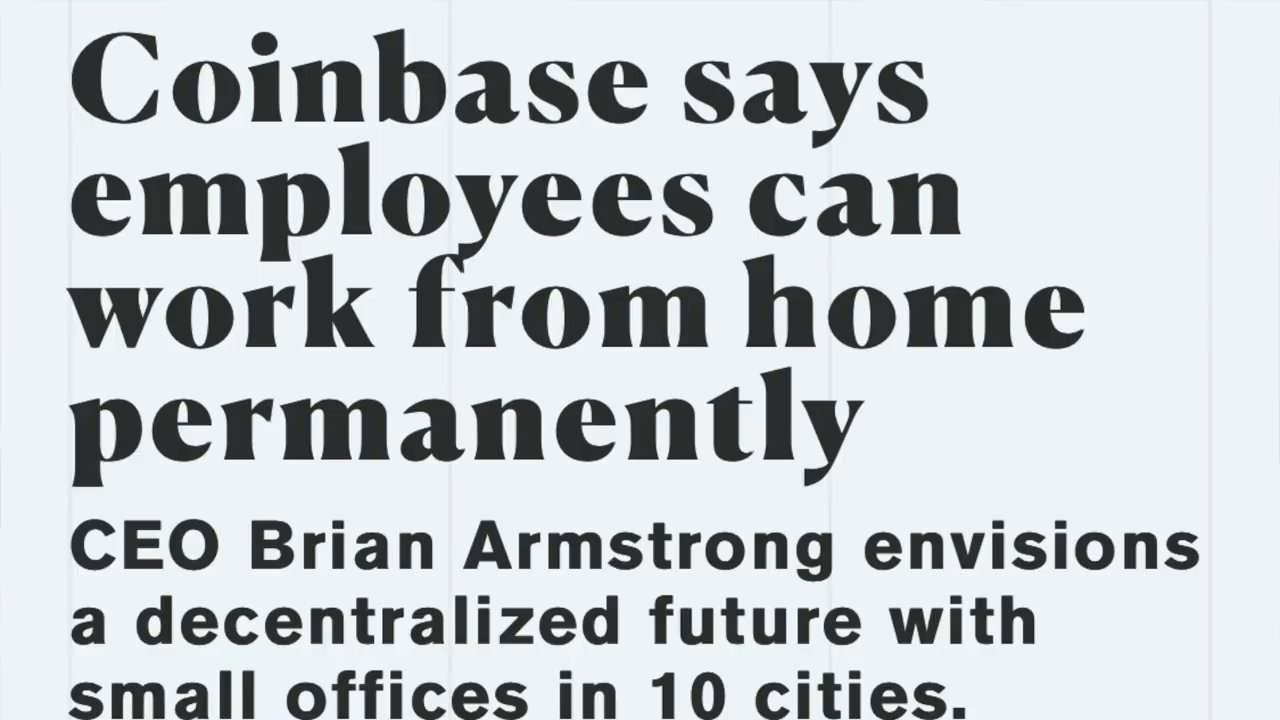 Coinbase says
employees can
work from home
permanently
CEO Brian Armstrong envisions
a decentralized future with
small offices in 10 cities.